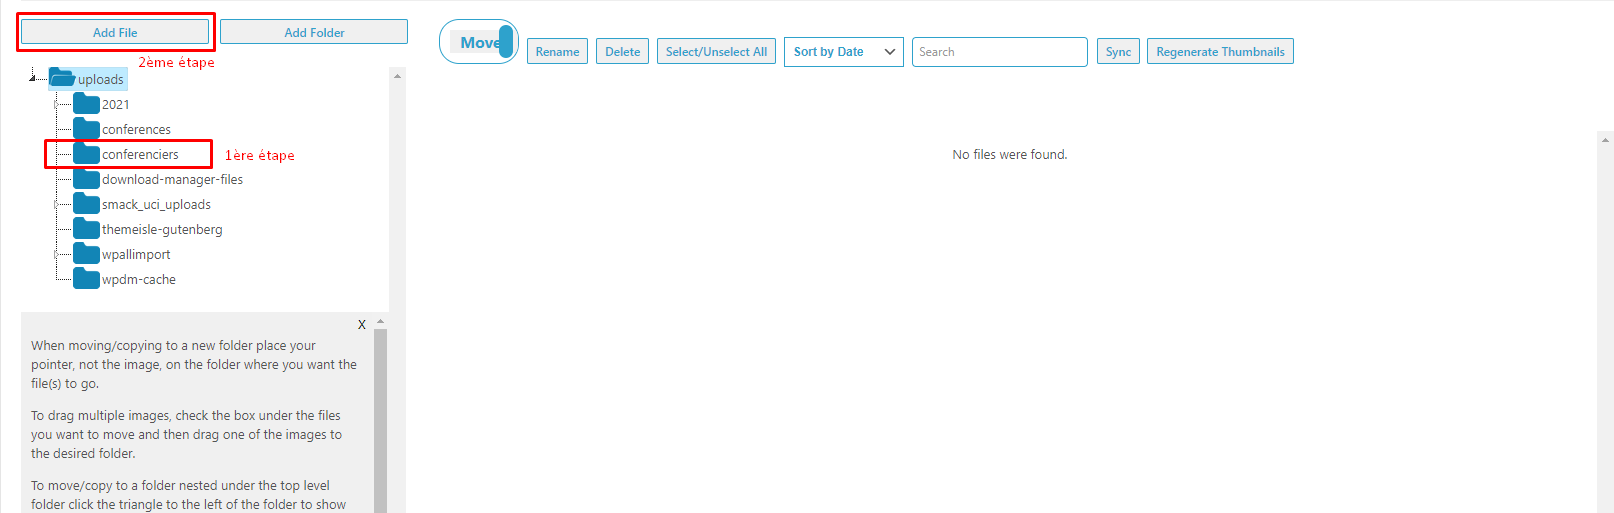 Add File
Add Folder
Move
Rename
Delete
Select/Unselect All
Sort by Date
Search
Sync
Regenerate Thumbnails
2ème étape
uploads
2021
conferences
conferenciers
1ère étape
download-manager-files
smack_uci_uploads
themeisle-gutenberg
wpallimport
wpdm-cache
No files were found.
X
When moving/copying to a new folder place your
pointer, not the image, on the folder where you want the
file(s) to go.
To drag multiple images, check the box under the files
you want to move and then drag one of the images to
the desired folder.
To move/copy to a folder nested under the top level
folder click the triangle to the left of the folder to show